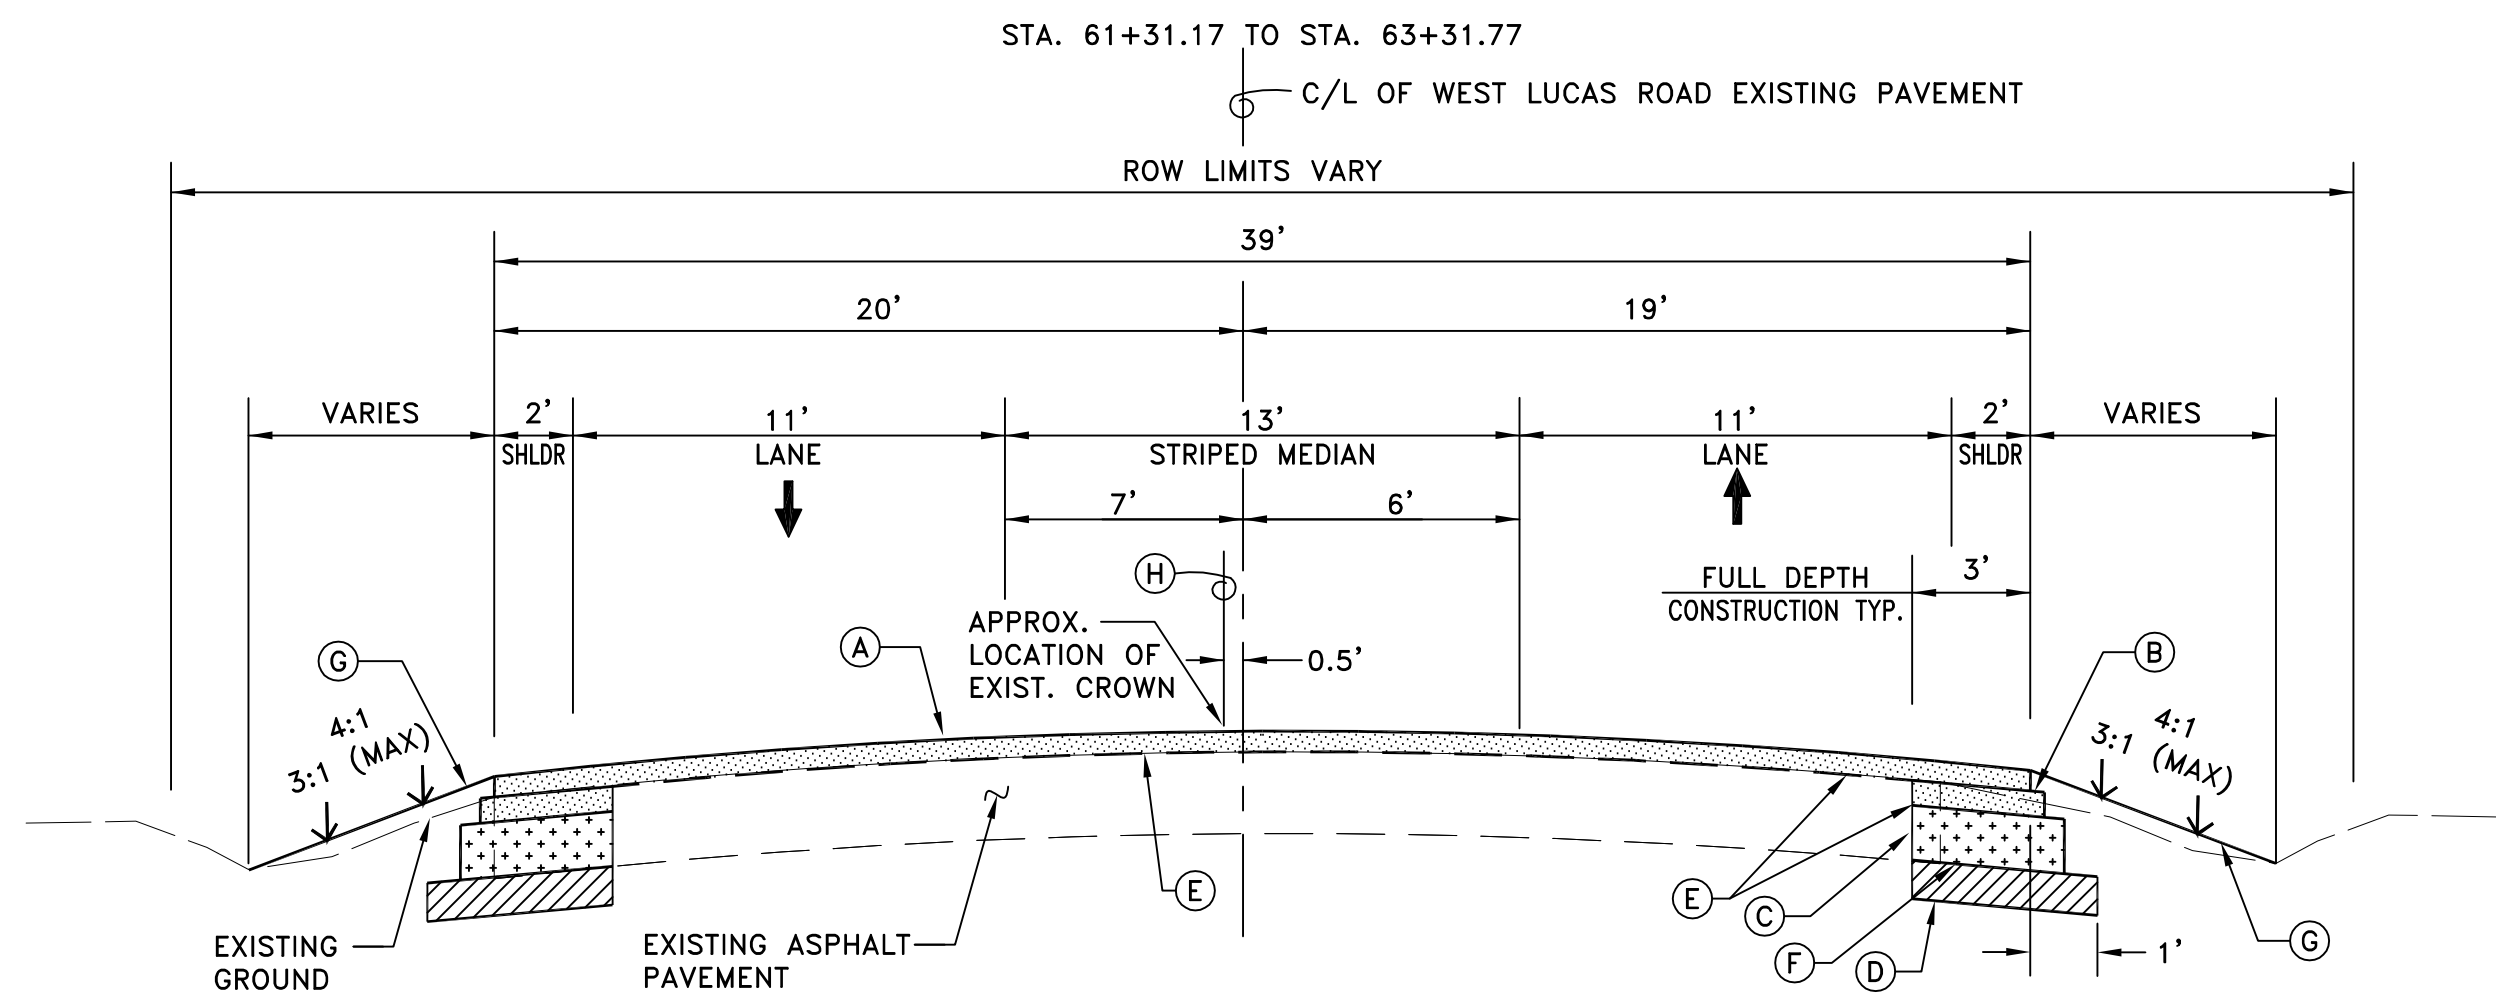 STA. 61+31.17 TO STA. 63+31.77
C/L OF WEST LUCAS ROAD EXISTING PAVEMENT
ROW LIMITS VARY
39'
20'
19'
VARIES
2'
11'
13'
11'
2'
VARIES
SHLDR
LANE
STRIPED MEDIAN
LANE
SHLDR
7'
6'
H
FULL DEPTH
CONSTRUCTION TYP.
3'
APPROX.
LOCATION OF
EXIST. CROWN
0.5'
G
A
B
4:1
3:1 (MAX)
4:1
3:1 (MAX)
E
E
C
F
D
G
1'
EXISTING
GROUND
EXISTING ASPHALT
PAVEMENT